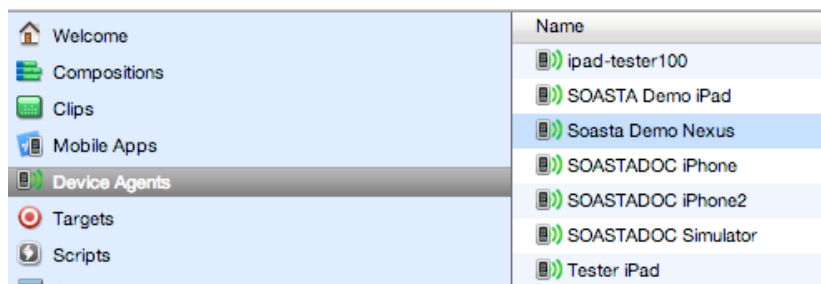 Welcome
Compositions
Clips
Mobile Apps
Device Agents
Targets
Scripts
Name
ipad-tester100
SOASTA Demo iPad
Soasta Demo Nexus
SOASTADOC iPhone
SOASTADOC iPhone2
SOASTADOC Simulator
Tester iPad